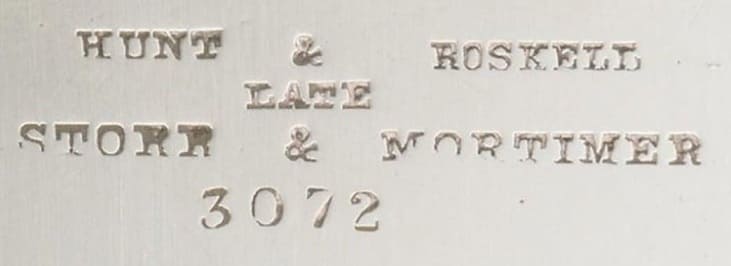 HUNT & ROSKELL
LATE
STORR & MORTIMER
3072